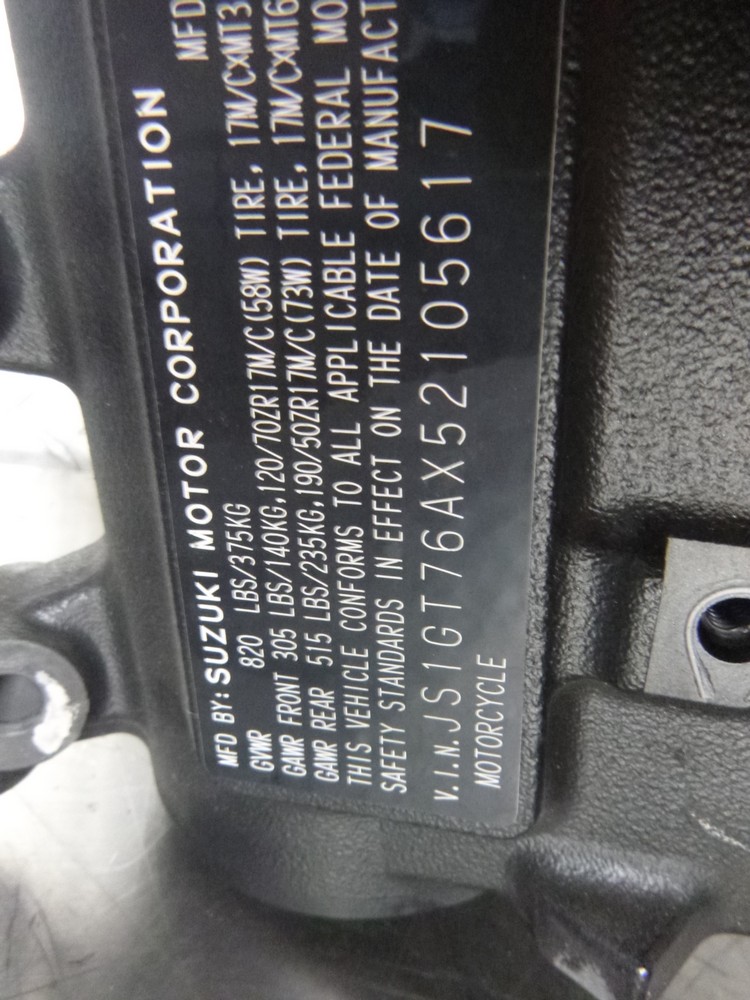 MFD BY: SUZUKI MOTOR CORPORATION MFD
GVWR 820 LBS/375KG
GAWR FRONT 305 LBS/140KG, 120/70ZR17M/C(58W) TIRE, 17M/CXMT3
GAWR REAR 515 LBS/235KG, 190/50ZR17M/C(73W) TIRE, 17M/CXMT6
THIS VEHICLE CONFORMS TO ALL APPLICABLE FEDERAL MO
SAFETY STANDARDS IN EFFECT ON THE DATE OF MANUFACT
V.I.N. JS1GT76AX52105617
MOTORCYCLE